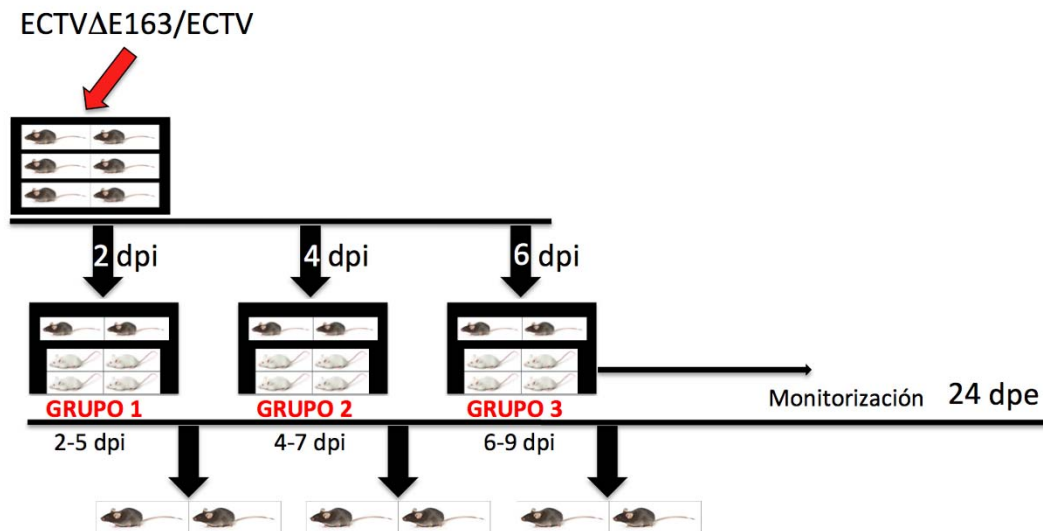 ECTVΔE163/ECTV
2 dpi
4 dpi
6 dpi
GRUPO 1
GRUPO 2
GRUPO 3
Monitorización 24 dpe
2-5 dpi
4-7 dpi
6-9 dpi